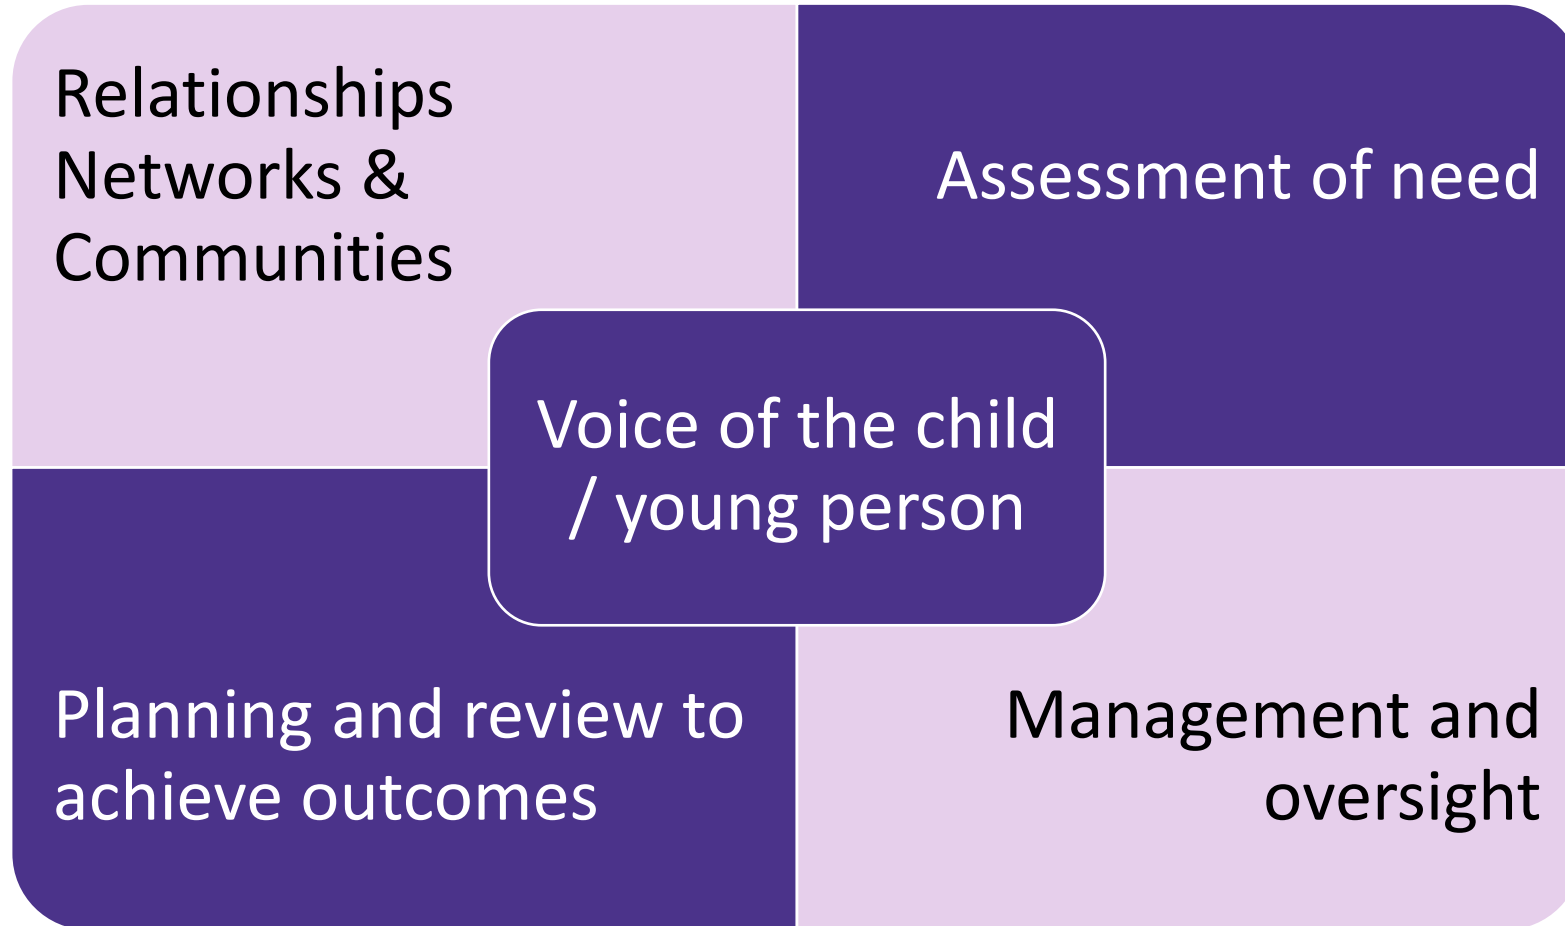 Relationships
Networks &
Communities
Assessment of need
Voice of the child
/ young person
Planning and review to
achieve outcomes
Management and
oversight